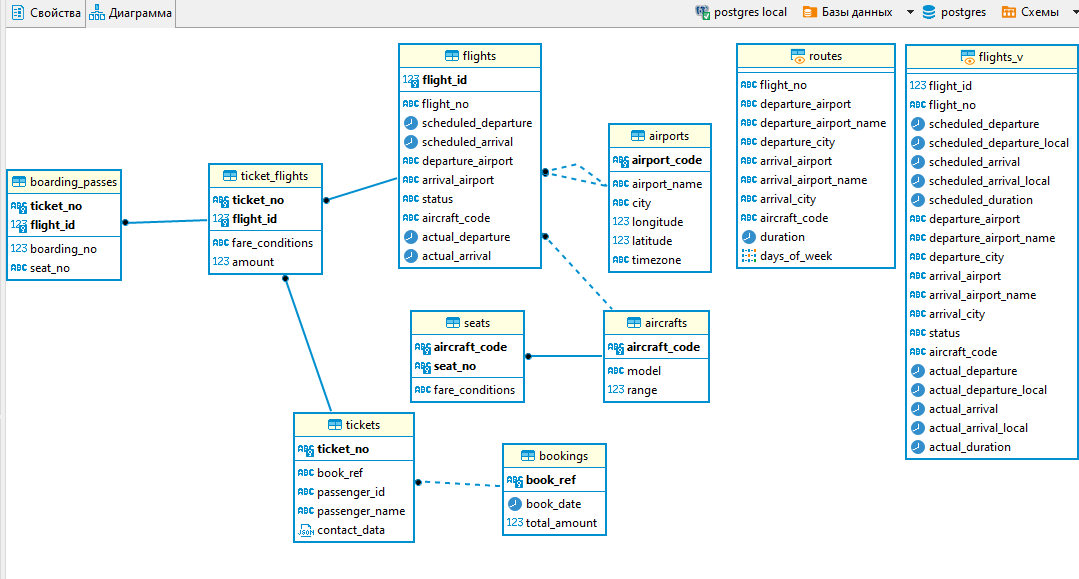 Свойства
Диаграмма
postgres local
Базы данных
postgres
Схемы
flights
flight_id
flight_no
scheduled_departure
scheduled_arrival
departure_airport
arrival_airport
status
aircraft_code
actual_departure
actual_arrival
routes
flight_no
departure_airport
departure_airport_name
departure_city
arrival_airport
arrival_airport_name
arrival_city
aircraft_code
duration
days_of_week
flights_v
flight_id
flight_no
scheduled_departure
scheduled_departure_local
scheduled_arrival
scheduled_arrival_local
scheduled_duration
departure_airport
departure_airport_name
departure_city
arrival_airport
arrival_airport_name
arrival_city
status
aircraft_code
actual_departure
actual_departure_local
actual_arrival
actual_arrival_local
actual_duration
airports
airport_code
airport_name
city
longitude
latitude
timezone
boarding_passes
ticket_no
flight_id
boarding_no
seat_no
ticket_flights
ticket_no
flight_id
fare_conditions
amount
seats
aircraft_code
seat_no
fare_conditions
aircrafts
aircraft_code
model
range
tickets
ticket_no
book_ref
passenger_id
passenger_name
contact_data
bookings
book_ref
book_date
total_amount